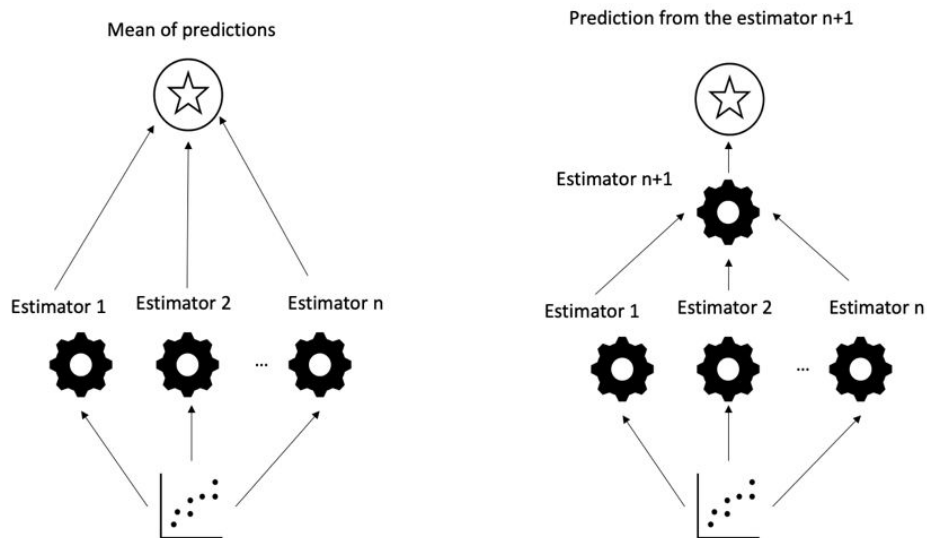 Mean of predictions
Estimator 1
Estimator 2
...
Estimator n
Prediction from the estimator n+1
Estimator n+1
Estimator 1
Estimator 2
...
Estimator n